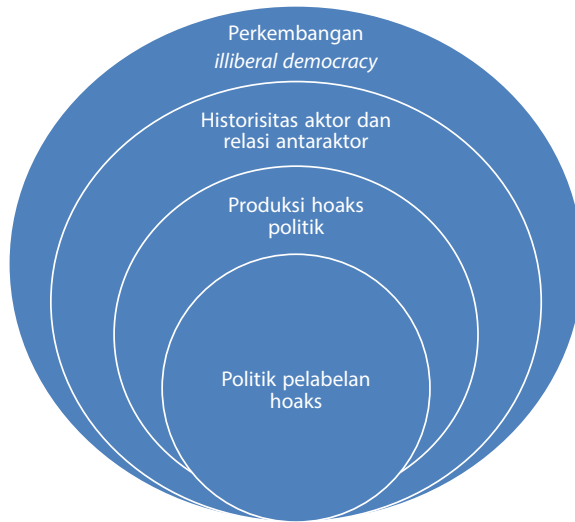 Perkembangan
illiberal democracy
Historisitas aktor dan
relasi antaraktor
Produksi hoaks
politik
Politik pelabelan
hoaks